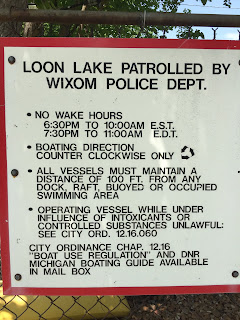 LOON LAKE PATROLLED BY
WIXOM POLICE DEPT.
• NO WAKE HOURS
6:30PM TO 10:00AM E.S.T.
7:30PM TO 11:00AM E.D.T.
• BOATING DIRECTION
COUNTER CLOCKWISE ONLY
• ALL VESSELS MUST MAINTAIN A
DISTANCE OF 100 FT. FROM ANY
DOCK, RAFT, BUOYED OR OCCUPIED
SWIMMING AREA
• OPERATING VESSEL WHILE UNDER
INFLUENCE OF INTOXICANTS OR
CONTROLLED SUBSTANCES UNLAWFUL:
SEE CITY ORD. 12.16.060
CITY ORDINANCE CHAP. 12.16
"BOAT USE REGULATION" AND DNR
MICHIGAN BOATING GUIDE AVAILABLE
IN MAIL BOX